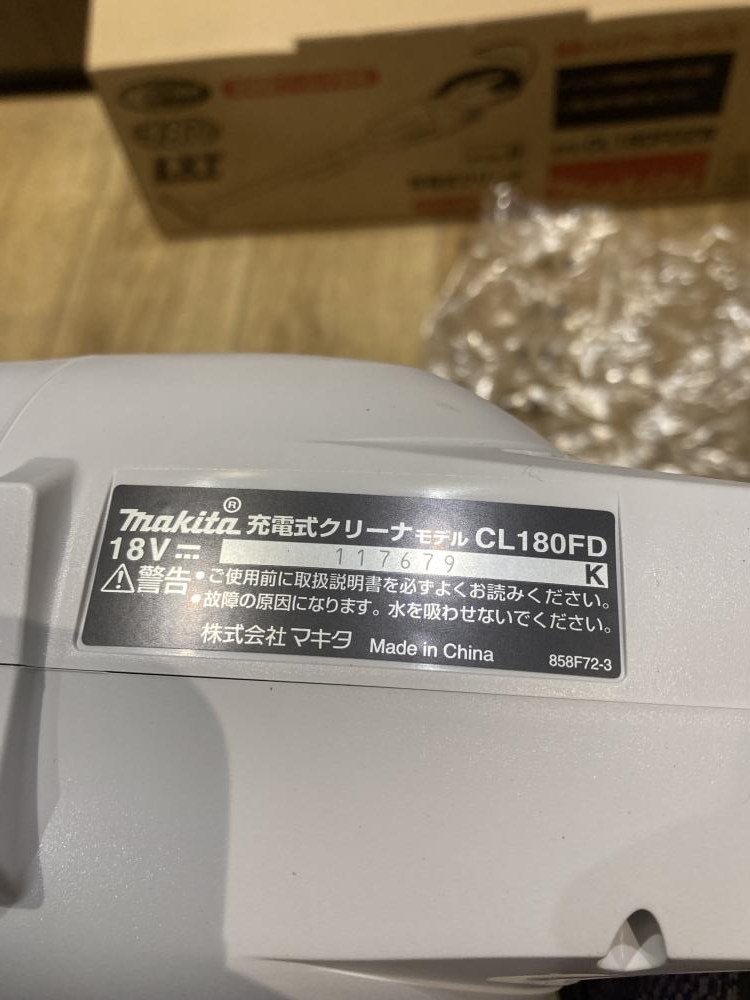 LXT
makita® 充電式クリーナ モデル CL180FD
18V⎓ 117679 K
⚠警告 • ご使用前に取扱説明書を必ずよくお読みください。
• 故障の原因になります。水を吸わせないでください。
株式会社 マキタ Made in China 858F72-3